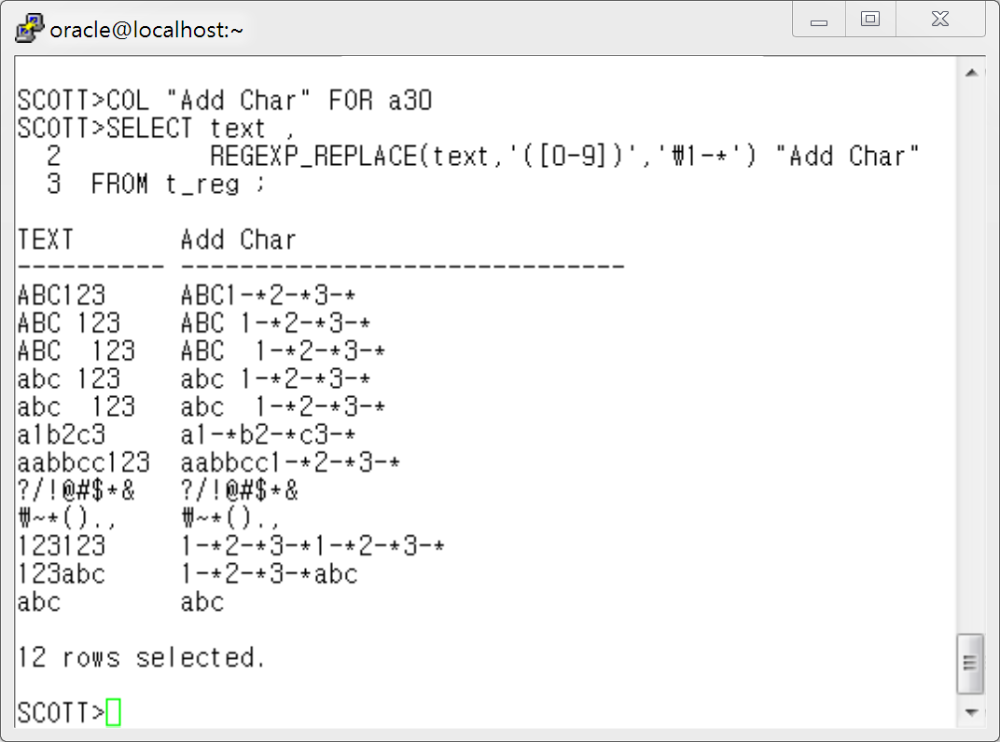 oracle@localhost:~
SCOTT>COL "Add Char" FOR a30
SCOTT>SELECT text ,
  2          REGEXP_REPLACE(text,'([0-9])','₩1-*') "Add Char"
  3  FROM t_reg ;
TEXT       Add Char
---------- ------------------------------
ABC123     ABC1-*2-*3-*
ABC 123    ABC 1-*2-*3-*
ABC  123   ABC  1-*2-*3-*
abc 123    abc 1-*2-*3-*
abc  123   abc  1-*2-*3-*
a1b2c3     a1-*b2-*c3-*
aabbcc123  aabbcc1-*2-*3-*
?/!@#$*&   ?/!@#$*&
₩~*().,    ₩~*().,
123123     1-*2-*3-*1-*2-*3-*
123abc     1-*2-*3-*abc
abc        abc
12 rows selected.
SCOTT>